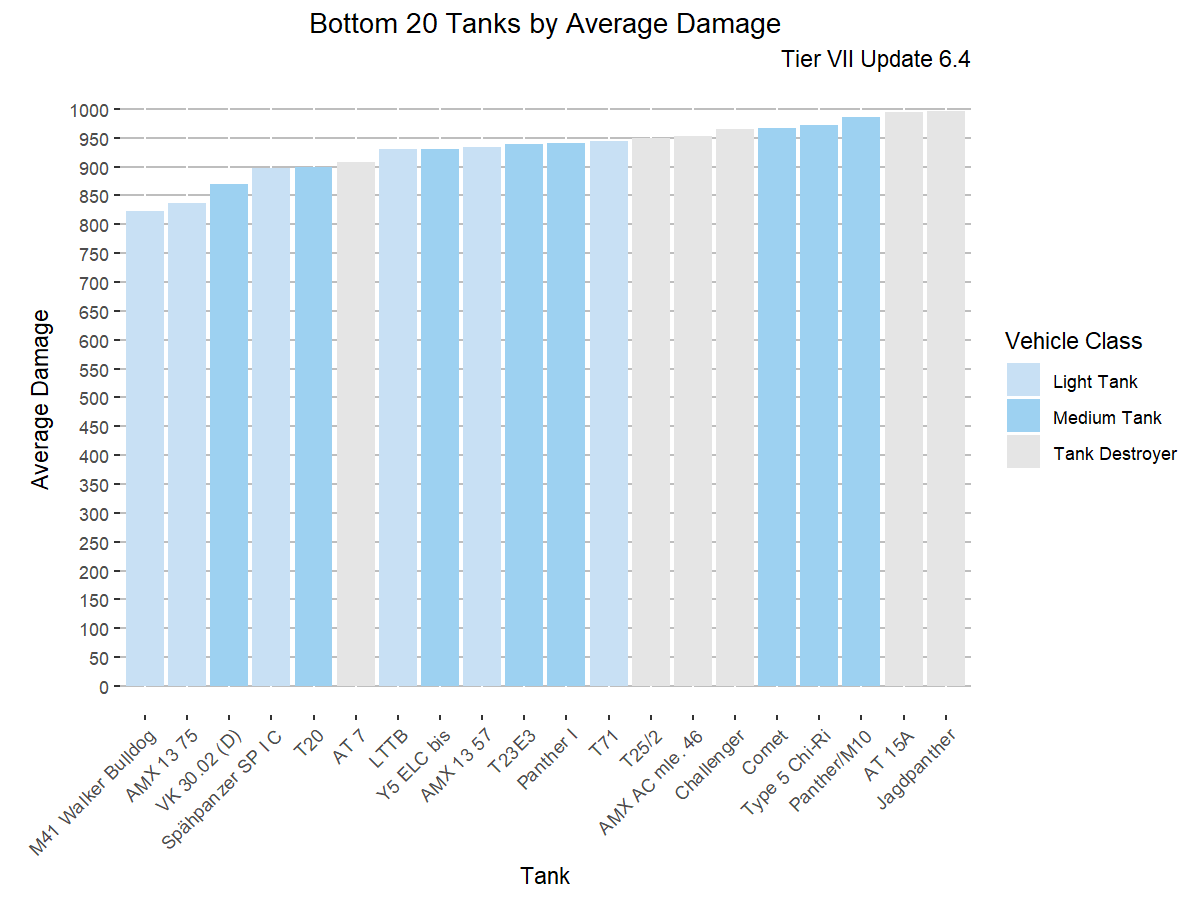 Bottom 20 Tanks by Average Damage
Tier VII Update 6.4
1000
950
900
850
800
750
700
650
600
550
500
450
400
350
300
250
200
150
100
50
0
Average Damage
M41 Walker Bulldog
AMX 13 75
VK 30.02 (D)
Spähpanzer SP I C
T20
AT 7
LTTB
Y5 ELC bis
AMX 13 57
T23E3
Panther I
T71
T25/2
AMX AC mle. 46
Challenger
Comet
Type 5 Chi-Ri
Panther/M10
AT 15A
Jagdpanther
Tank
Vehicle Class
Light Tank
Medium Tank
Tank Destroyer